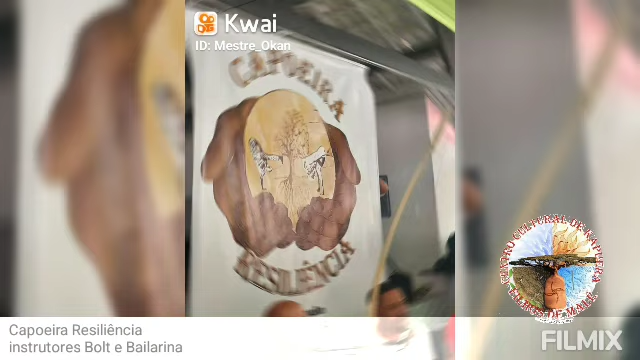 Kwai
ID: Mestre_Okan
CAPOEIRA
RESILIÊNCIA
Capoeira Resiliência
instrutores Bolt e Bailarina
FILMIX